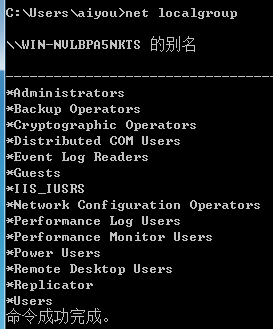 C:\Users\aiyou>net localgroup
\\WIN-NVLBPA5NKTS 的别名
-------------------------------------------------------------------------------
*Administrators
*Backup Operators
*Cryptographic Operators
*Distributed COM Users
*Event Log Readers
*Guests
*IIS_IUSRS
*Network Configuration Operators
*Performance Log Users
*Performance Monitor Users
*Power Users
*Remote Desktop Users
*Replicator
*Users
命令成功完成。